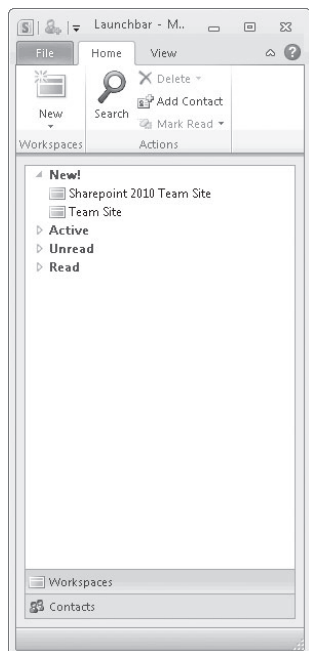 S Launchbar - M..
File Home View
New
Search
Delete
Add Contact
Mark Read
Workspaces Actions
New!
Sharepoint 2010 Team Site
Team Site
Active
Unread
Read
Workspaces
Contacts